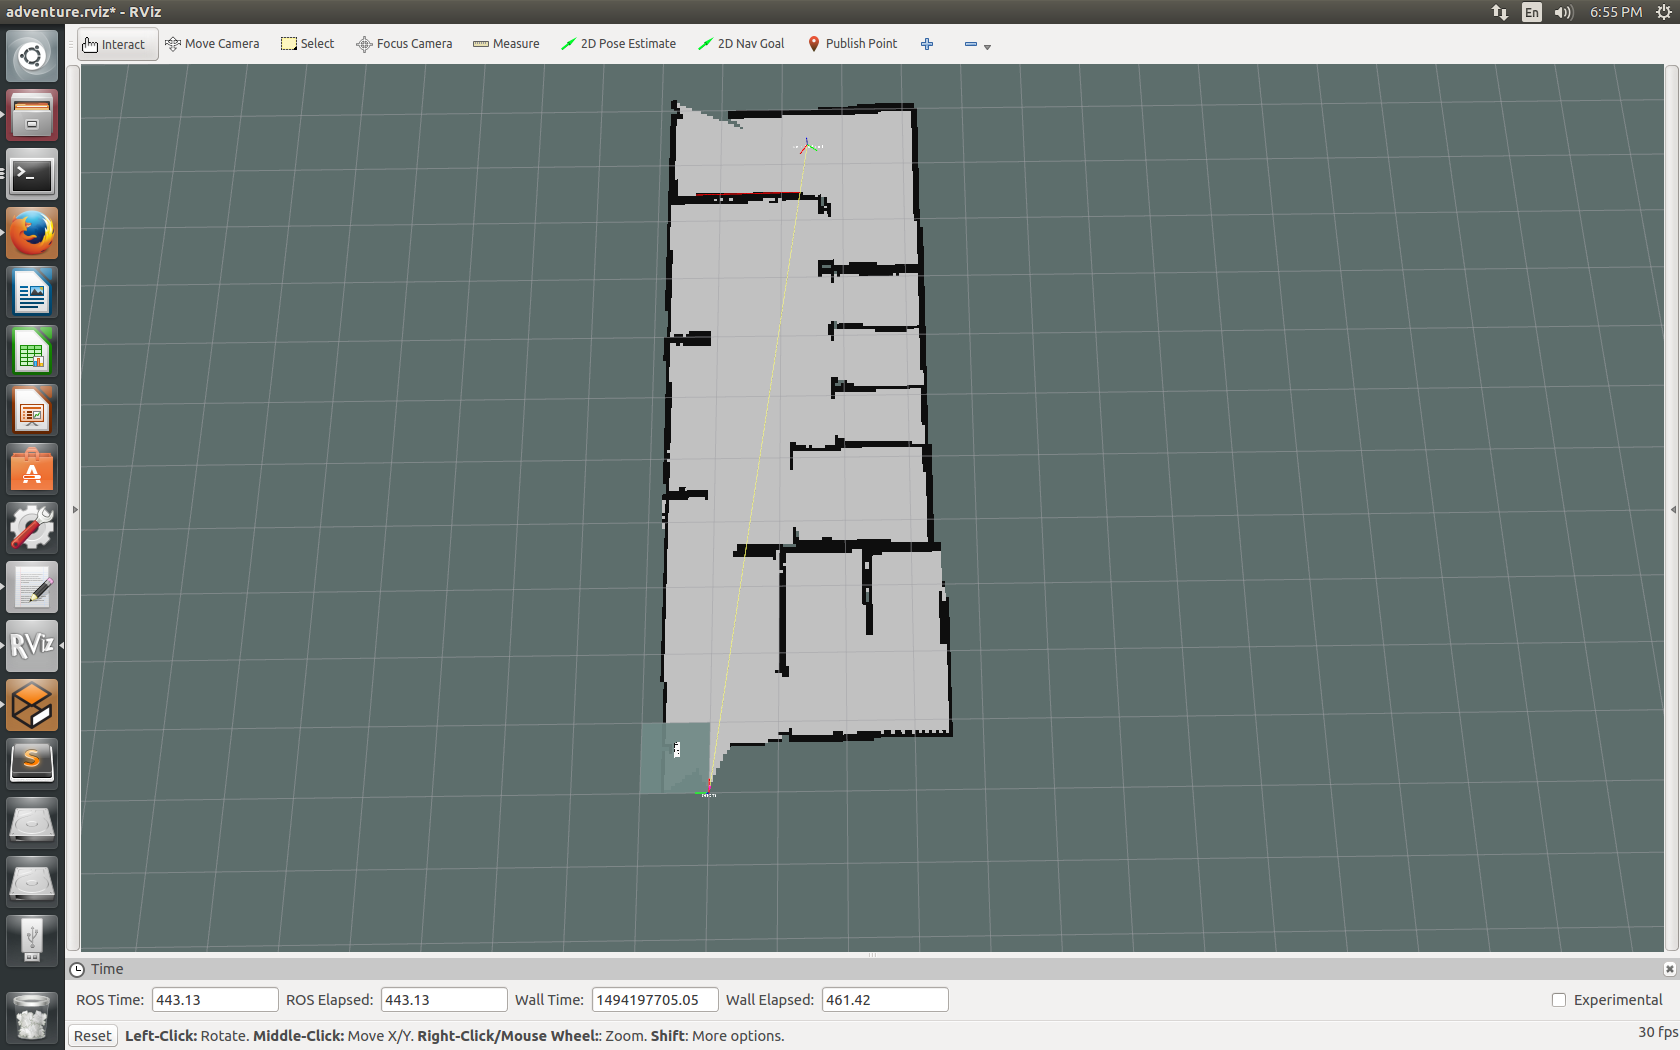 adventure.rviz* - RViz
En
6:55 PM
Interact
Move Camera
Select
Focus Camera
Measure
2D Pose Estimate
2D Nav Goal
Publish Point
RViz
Time
ROS Time: 443.13 ROS Elapsed: 443.13 Wall Time: 1494197705.05 Wall Elapsed: 461.42 Experimental
Reset Left-Click: Rotate. Middle-Click: Move X/Y. Right-Click/Mouse Wheel:: Zoom. Shift: More options. 30 fps